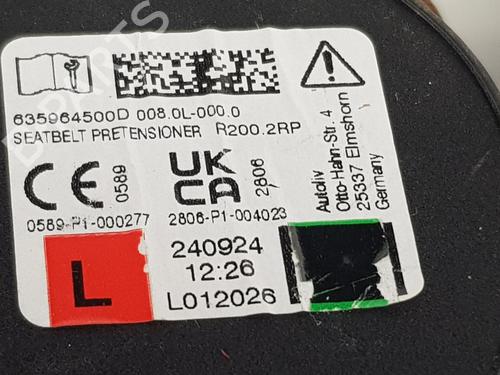 635964500D 008.0L-000.0
SEATBELT PRETENSIONER R200.2RP
CE 0589
UK
CA 2806
0589-P1-000277
2806-P1-004023
Autoliv
Otto-Hahn-Str. 4
25337 Elmshorn
Germany
L
240924
12:26
L012026